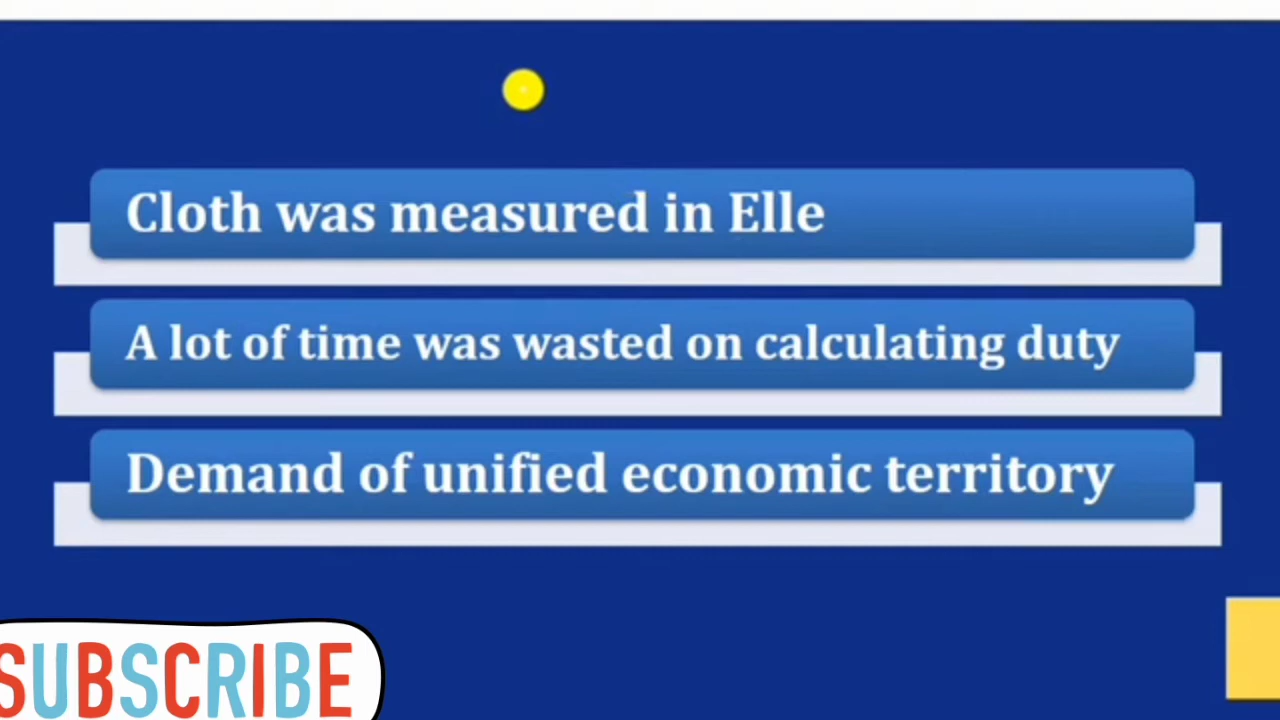 Cloth was measured in Elle
A lot of time was wasted on calculating duty
Demand of unified economic territory
SUBSCRIBE